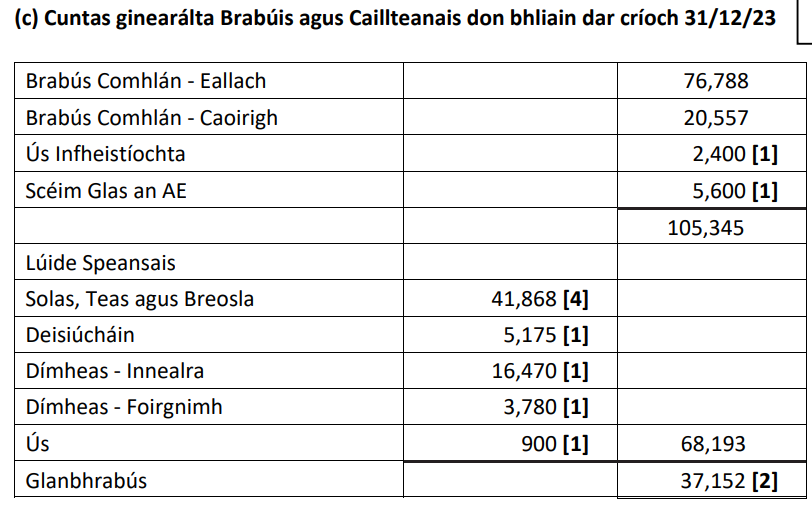 (c) Cuntas ginearálta Brabúis agus Caillteanais don bhliain dar críoch 31/12/23
Brabús Comhlán - Eallach 76,788
Brabús Comhlán - Caoirigh 20,557
Ús Infheistíochta 2,400 [1]
Scéim Glas an AE 5,600 [1]
105,345
Lúide Speansais
Solas, Teas agus Breosla 41,868 [4]
Deisiúcháin 5,175 [1]
Dímheas - Innealra 16,470 [1]
Dímheas - Foirgnimh 3,780 [1]
Ús 900 [1] 68,193
Glanbhrabús 37,152 [2]